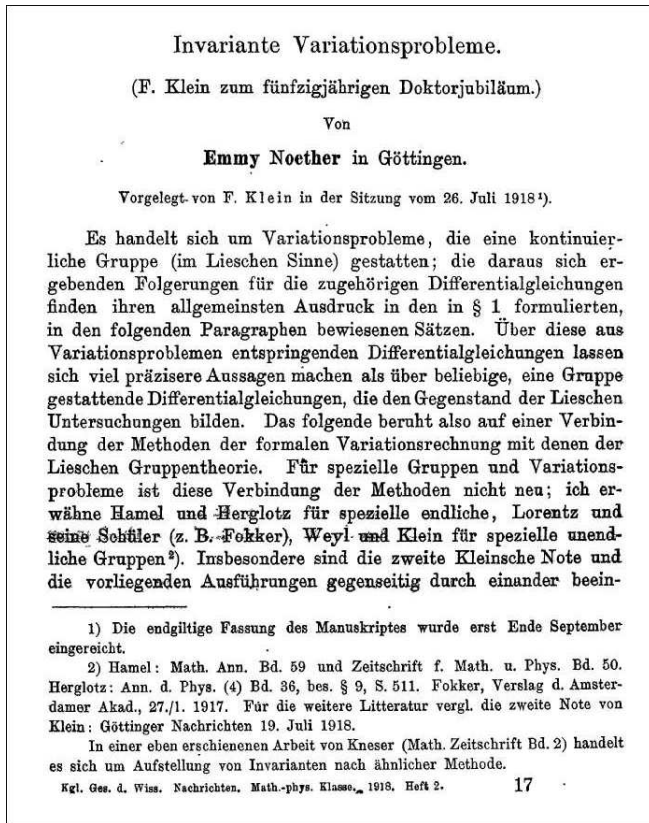 Invariante Variationsprobleme.
(F. Klein zum fünfzigjährigen Doktorjubiläum.)
Von
Emmy Noether in Göttingen.
Vorgelegt von F. Klein in der Sitzung vom 26. Juli 1918¹).
Es handelt sich um Variationsprobleme, die eine kontinuier-
liche Gruppe (im Lieschen Sinne) gestatten; die daraus sich er-
gebenden Folgerungen für die zugehörigen Differentialgleichungen
finden ihren allgemeinsten Ausdruck in den in § 1 formulierten,
in den folgenden Paragraphen bewiesenen Sätzen. Über diese aus
Variationsproblemen entspringenden Differentialgleichungen lassen
sich viel präzisere Aussagen machen als über beliebige, eine Gruppe
gestattende Differentialgleichungen, die den Gegenstand der Lieschen
Untersuchungen bilden. Das folgende beruht also auf einer Verbin-
dung der Methoden der formalen Variationsrechnung mit denen der
Lieschen Gruppentheorie. Für spezielle Gruppen und Variations-
probleme ist diese Verbindung der Methoden nicht neu; ich er-
wähne Hamel und Herglotz für spezielle endliche, Lorentz und
seine Schüler (z. B. Fokker), Weyl und Klein für spezielle unend-
liche Gruppen²). Insbesondere sind die zweite Kleinsche Note und
die vorliegenden Ausführungen gegenseitig durch einander beein-
1) Die endgiltige Fassung des Manuskriptes wurde erst Ende September
eingereicht.
2) Hamel: Math. Ann. Bd. 59 und Zeitschrift f. Math. u. Phys. Bd. 50.
Herglotz: Ann. d. Phys. (4) Bd. 36, bes. § 9, S. 511. Fokker, Verslag d. Amster-
damer Akad., 27./1. 1917. Für die weitere Litteratur vergl. die zweite Note von
Klein: Göttinger Nachrichten 19. Juli 1918.
In einer eben erschienenen Arbeit von Kneser (Math. Zeitschrift Bd. 2) handelt
es sich um Aufstellung von Invarianten nach ähnlicher Methode.
Kgl. Ges. d. Wiss. Nachrichten. Math.-phys. Klasse. 1918. Heft 2. 17